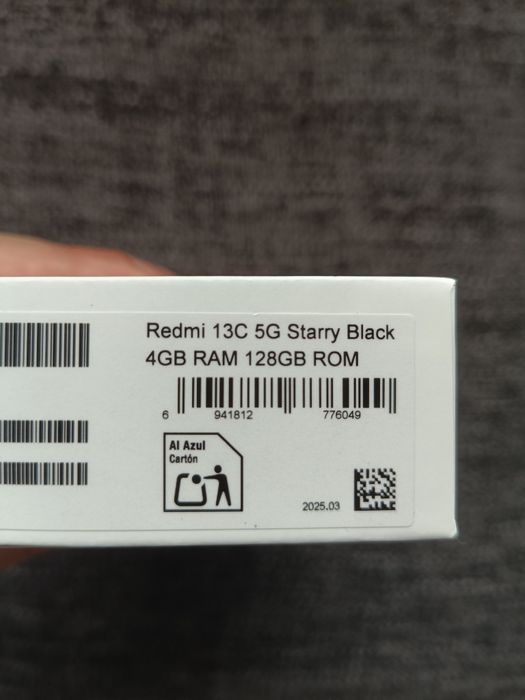 Redmi 13C 5G Starry Black
4GB RAM 128GB ROM
6 941812 776049
Al Azul
Cartón
2025.03